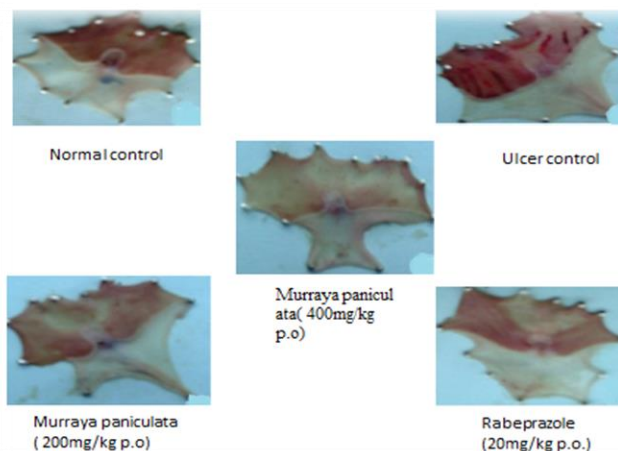 Normal control
Ulcer control
Murraya panicul
ata( 400mg/kg
p.o)
Murraya paniculata
( 200mg/kg p.o)
Rabeprazole
(20mg/kg p.o.)